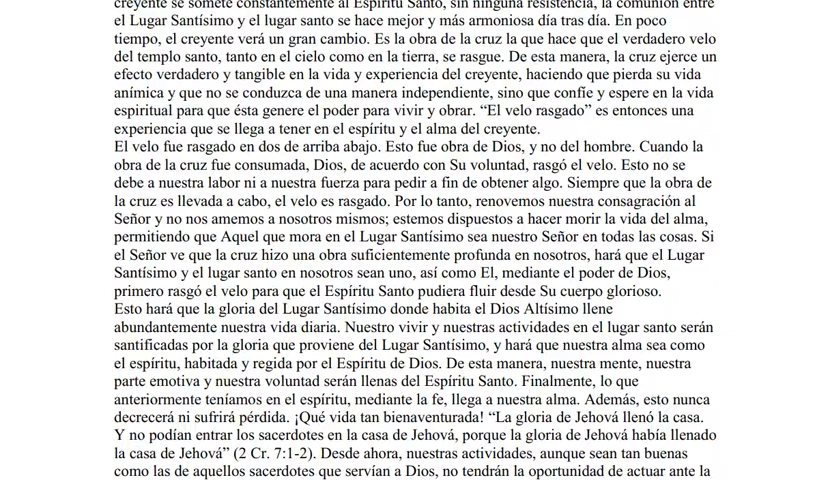 creyente se somete constantemente al Espíritu Santo, sin ninguna resistencia, la comunión entre
el Lugar Santísimo y el lugar santo se hace mejor y más armoniosa día tras día. En poco
tiempo, el creyente verá un gran cambio. Es la obra de la cruz la que hace que el verdadero velo
del templo santo, tanto en el cielo como en la tierra, se rasgue. De esta manera, la cruz ejerce un
efecto verdadero y tangible en la vida y experiencia del creyente, haciendo que pierda su vida
anímica y que no se conduzca de una manera independiente, sino que confíe y espere en la vida
espiritual para que ésta genere el poder para vivir y obrar. “El velo rasgado” es entonces una
experiencia que se llega a tener en el espíritu y el alma del creyente.
El velo fue rasgado en dos de arriba abajo. Esto fue obra de Dios, y no del hombre. Cuando la
obra de la cruz fue consumada, Dios, de acuerdo con Su voluntad, rasgó el velo. Esto no se
debe a nuestra labor ni a nuestra fuerza para pedir a fin de obtener algo. Siempre que la obra de
la cruz es llevada a cabo, el velo es rasgado. Por lo tanto, renovemos nuestra consagración al
Señor y no nos amemos a nosotros mismos; estemos dispuestos a hacer morir la vida del alma,
permitiendo que Aquel que mora en el Lugar Santísimo sea nuestro Señor en todas las cosas. Si
el Señor ve que la cruz hizo una obra suficientemente profunda en nosotros, hará que el Lugar
Santísimo y el lugar santo en nosotros sean uno, así como El, mediante el poder de Dios,
primero rasgó el velo para que el Espíritu Santo pudiera fluir desde Su cuerpo glorioso.
Esto hará que la gloria del Lugar Santísimo donde habita el Dios Altísimo llene
abundantemente nuestra vida diaria. Nuestro vivir y nuestras actividades en el lugar santo serán
santificadas por la gloria que proviene del Lugar Santísimo, y hará que nuestra alma sea como
el espíritu, habitada y regida por el Espíritu de Dios. De esta manera, nuestra mente, nuestra
parte emotiva y nuestra voluntad serán llenas del Espíritu Santo. Finalmente, lo que
anteriormente teníamos en el espíritu, mediante la fe, llega a nuestra alma. Además, esto nunca
decrecerá ni sufrirá pérdida. ¡Qué vida tan bienaventurada! “La gloria de Jehová llenó la casa.
Y no podían entrar los sacerdotes en la casa de Jehová, porque la gloria de Jehová había llenado
la casa de Jehová” (2 Cr. 7:1-2). Desde ahora, nuestras actividades, aunque sean tan buenas
como las de aquellos sacerdotes que servían a Dios, no tendrán la oportunidad de actuar ante la